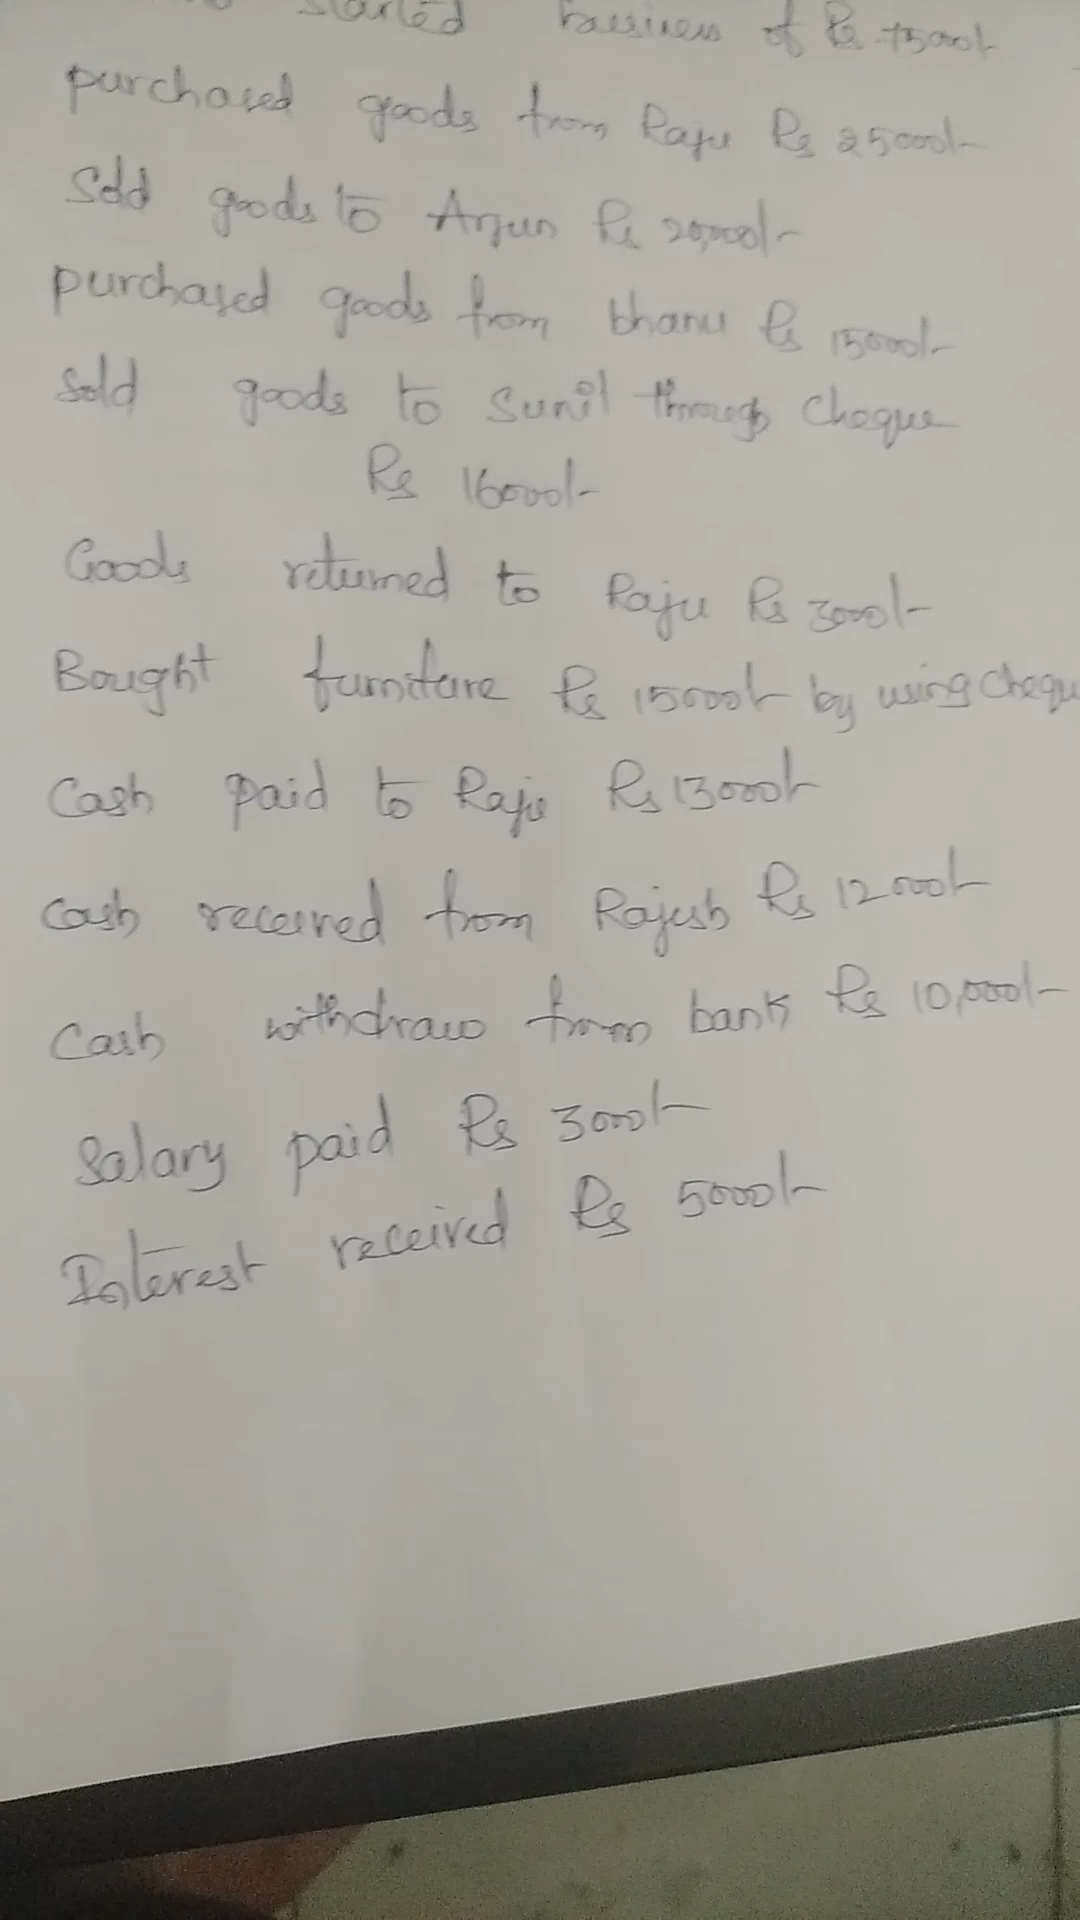 started business of Rs 75000/-
purchased goods from Raju Rs 25000/-
Sold goods to Arjun Rs 20,000/-
purchased goods from bhanu Rs 15000/-
Sold goods to Sunil through Cheque
Rs 16000/-
Goods returned to Raju Rs 3000/-
Bought furniture Rs 15000/- by using Chequ
Cash paid to Raju Rs 13000/-
Cash received from Rajesh Rs 12000/-
Cash withdraw from bank Rs 10,000/-
Salary paid Rs 3000/-
Interest received Rs 5000/-